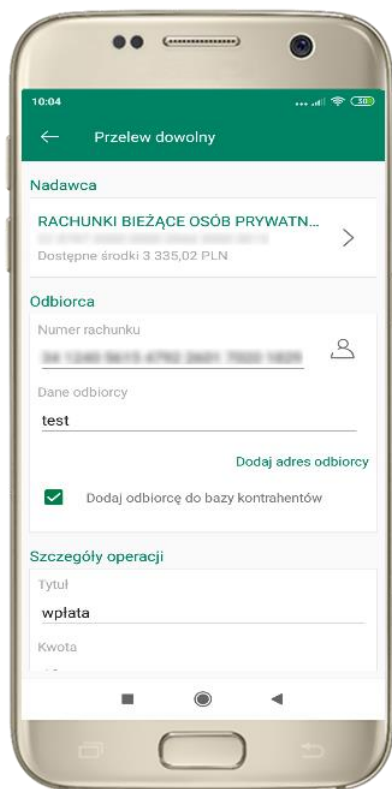 10:04
30
Przelew dowolny
Nadawca
RACHUNKI BIEŻĄCE OSÓB PRYWATN...
Dostępne środki 3 335,02 PLN
Odbiorca
Numer rachunku
Dane odbiorcy
test
Dodaj adres odbiorcy
Dodaj odbiorcę do bazy kontrahentów
Szczegóły operacji
Tytuł
wpłata
Kwota